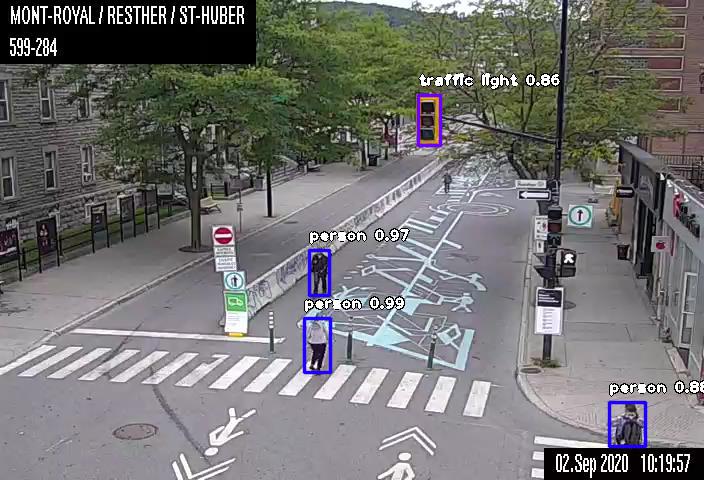 MONT-ROYAL / RESTHER / ST-HUBER
599-284
traffic light 0.86
person 0.97
person 0.99
person 0.88
02.Sep 2020 10:19:57